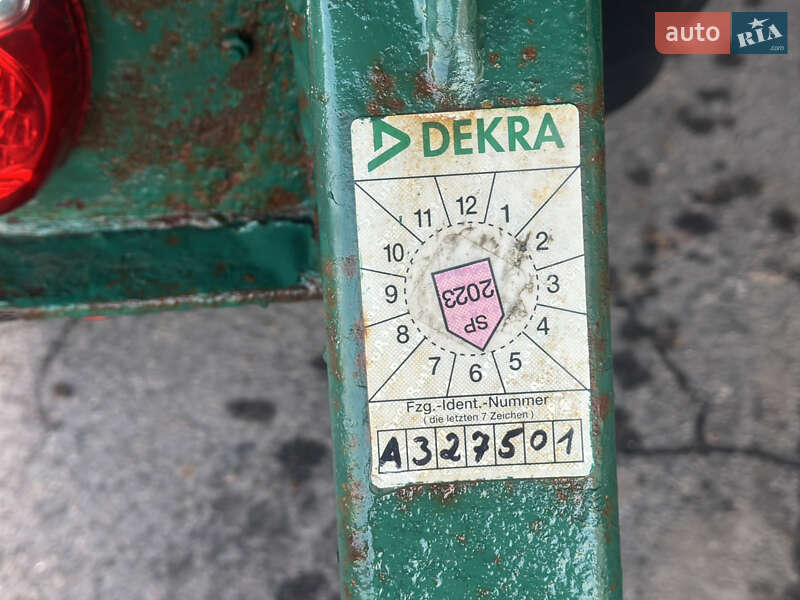 auto RIA
.com
DEKRA
12
11 1
10 2
9 3
8 4
7 5
6
SP
2023
Fzg.-Ident.-Nummer
( die letzten 7 Zeichen )
A327501